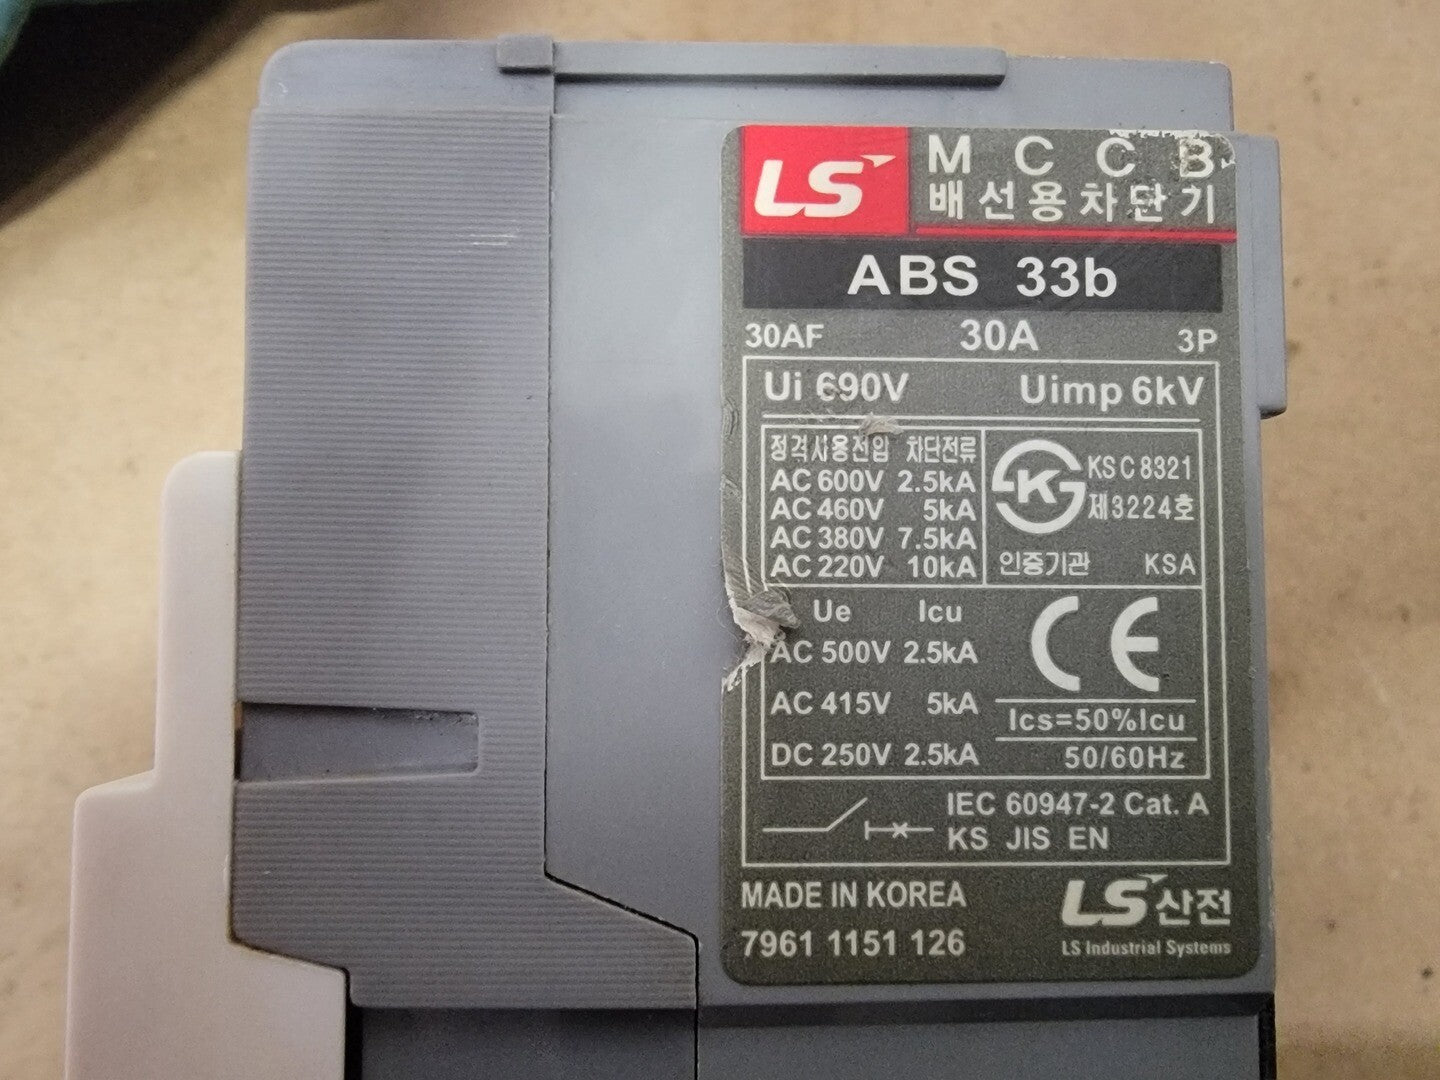 LS
M C C B
배선용차단기
ABS 33b
30AF 30A 3P
Ui 690V Uimp 6kV
정격사용전압 차단전류
AC 600V 2.5kA
AC 460V 5kA
AC 380V 7.5kA
AC 220V 10kA
K
KS C 8321
제3224호
인증기관 KSA
Ue Icu
AC 500V 2.5kA
AC 415V 5kA
DC 250V 2.5kA
CE
Ics=50%Icu
50/60Hz
IEC 60947-2 Cat. A
KS JIS EN
MADE IN KOREA
7961 1151 126
LS산전
LS Industrial Systems